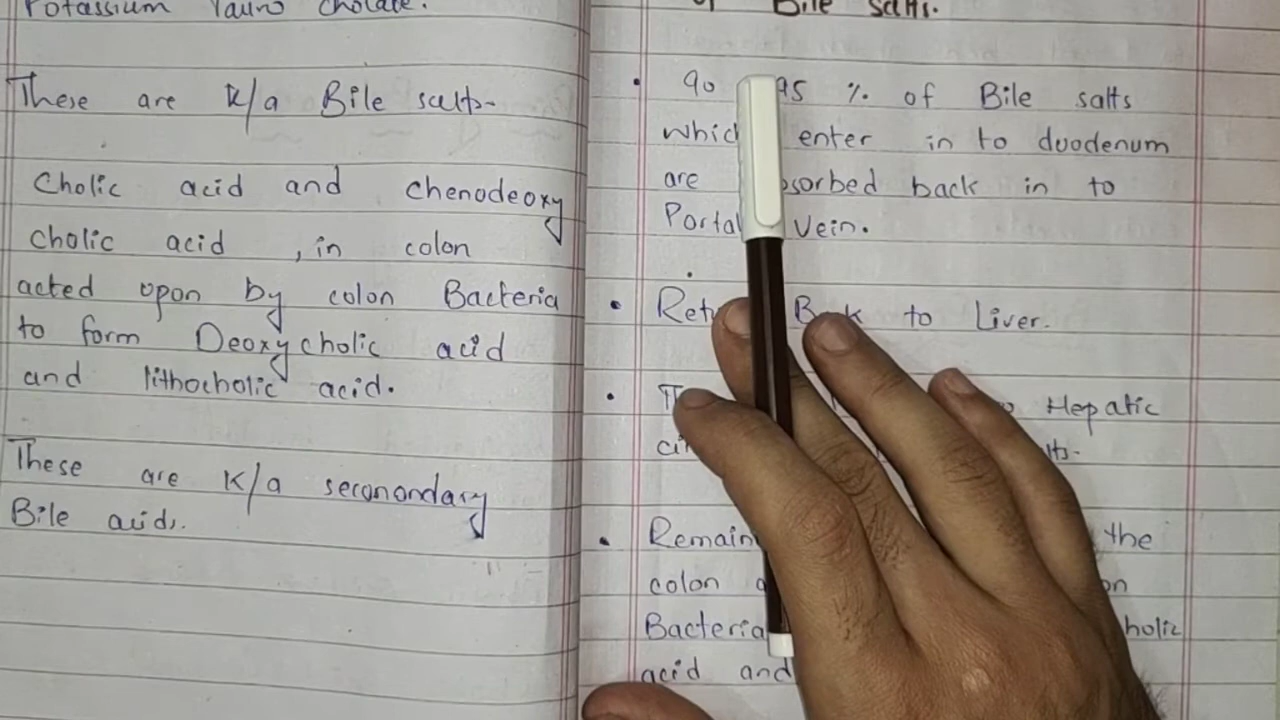 Potassium Tauro cholate.
These are K/a Bile salts-
Cholic acid and chenodeoxy
cholic acid , in colon
acted upon by colon Bacteria
to form Deoxycholic acid
and lithocholic acid.
These are K/a seconondary
Bile acids.
of Bile salts.
• 90 95 % of Bile salts
which enter in to duodenum
are absorbed back in to
Portal Vein.
• Back to Liver.
• Hepatic
the
colon
Bacteria
acid and